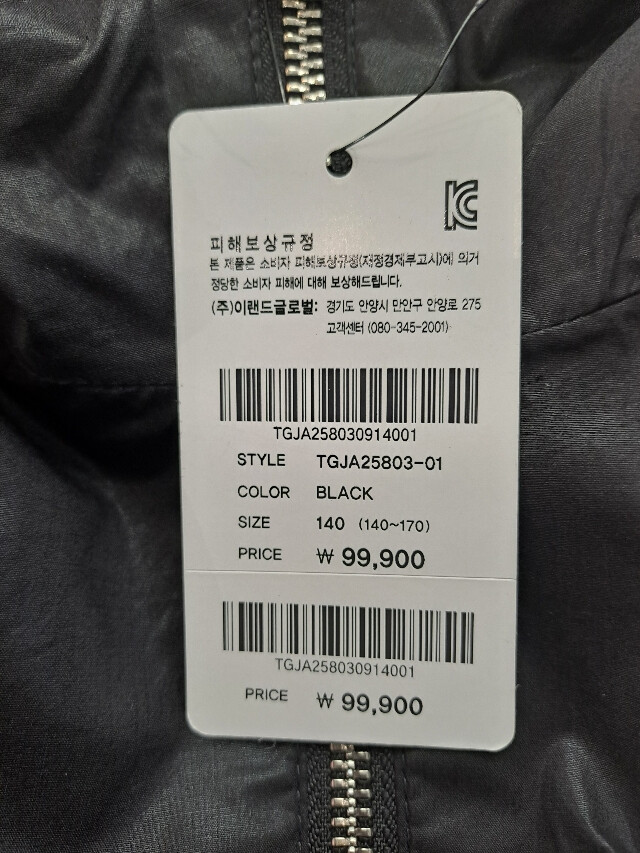 KC
피해보상규정
본 제품은 소비자 피해보상규정(재정경제부고시)에 의거
정당한 소비자 피해에 대해 보상해드립니다.
(주)이랜드글로벌: 경기도 안양시 만안구 안양로 275
고객센터 (080-345-2001)
TGJA258030914001
STYLE TGJA25803-01
COLOR BLACK
SIZE 140 (140~170)
PRICE ₩ 99,900
TGJA258030914001
PRICE ₩ 99,900